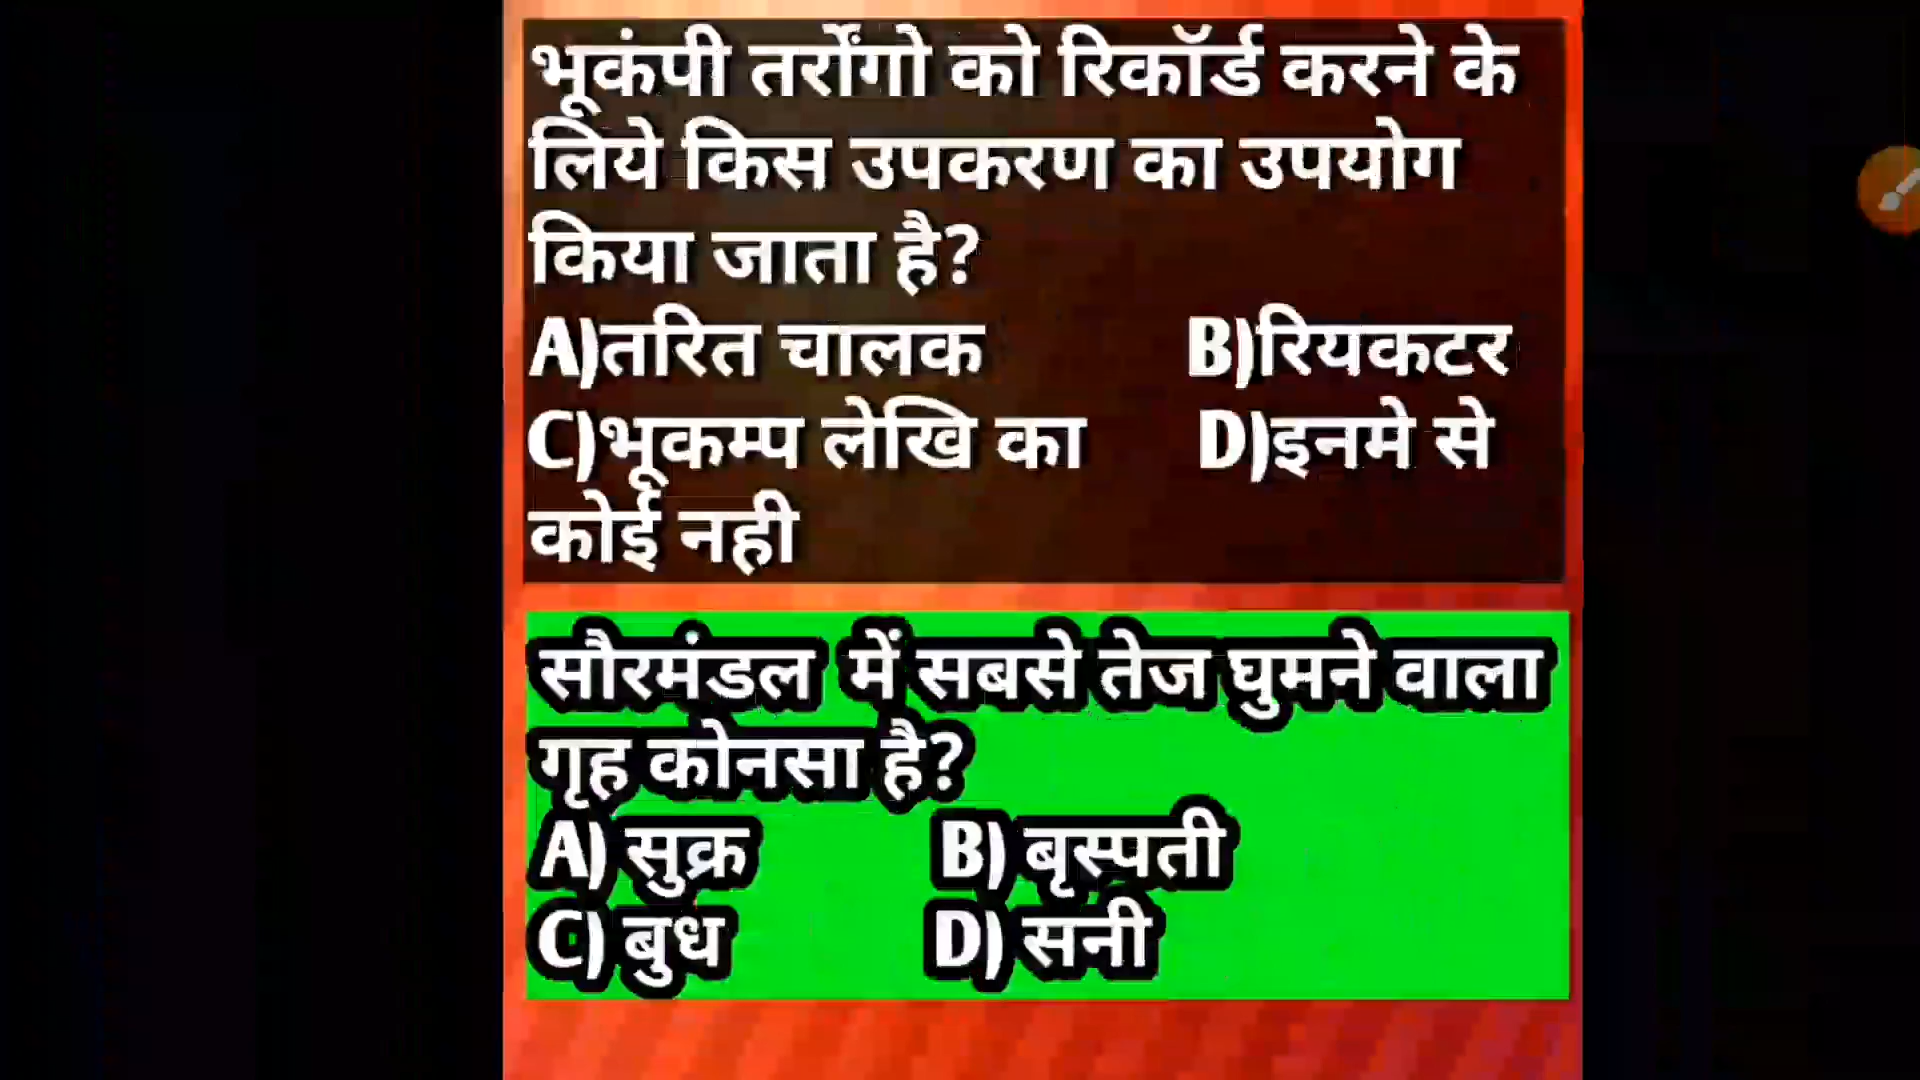 भूकंपी तर्रोंगो को रिकॉर्ड करने के
लिये किस उपकरण का उपयोग
किया जाता है?
A)तरित चालक B)रियकटर
C)भूकम्प लेखि का D)इनमे से
कोई नही
सौरमंडल में सबसे तेज घुमने वाला
गृह कोनसा है?
A) सुक्र B) बृस्पती
C) बुध D) सनी